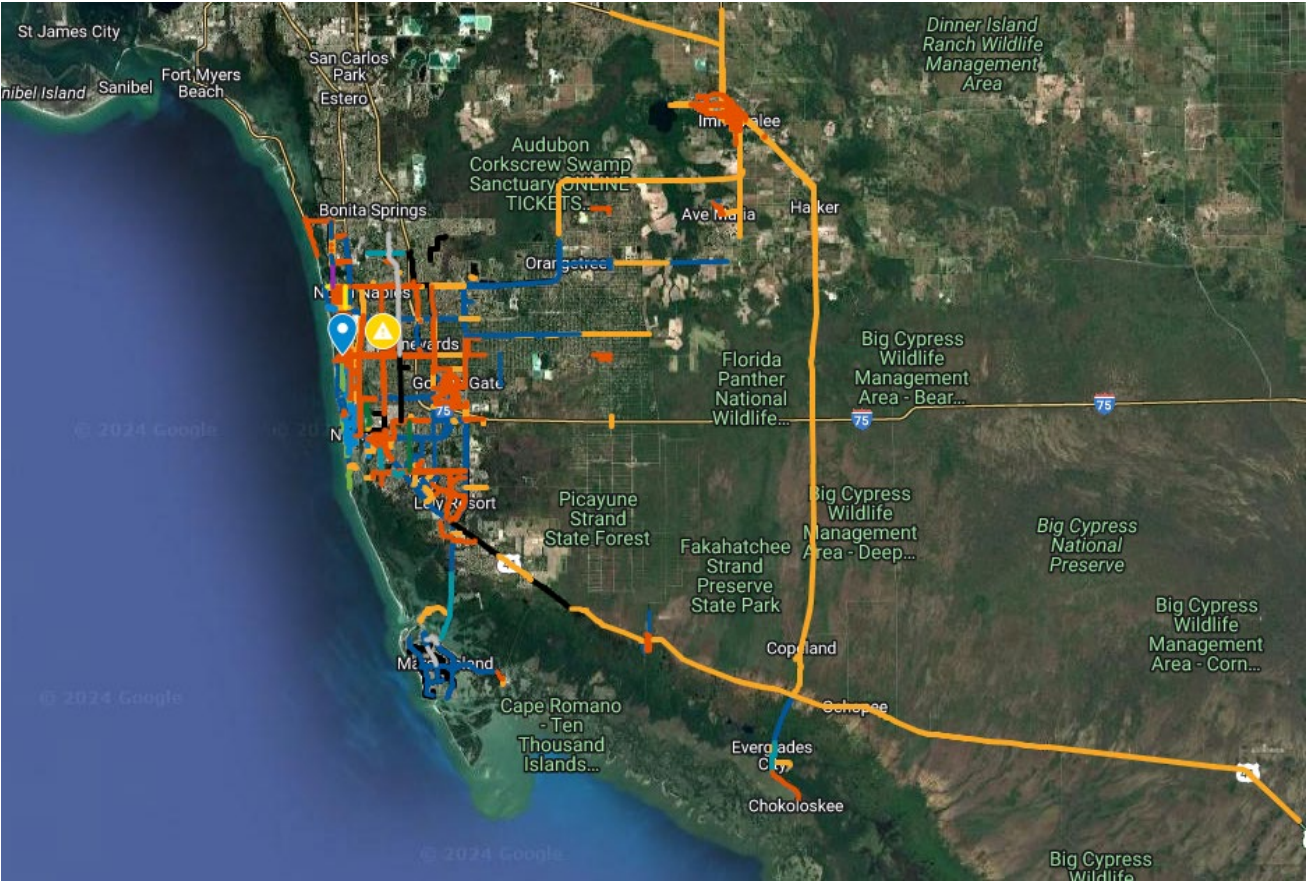 St James City
San Carlos
Park
Fort Myers
Beach
Sanibel
nibel Island
Estero
Dinner Island
Ranch Wildlife
Management
Area
Audubon
Corkscrew Swamp
Sanctuary ONLINE
TICKETS...
Bonita Springs
Orangetree
75
© 2024 Google
Florida
Panther
National
Wildlife...
Big Cypress
Wildlife
Management
Area - Bear...
75
75
Picayune
Strand
State Forest
Big Cypress
Wildlife
Management
Area - Deep...
Big Cypress
National
Preserve
Fakahatchee
Strand
Preserve
State Park
41
Big Cypress
Wildlife
Management
Area - Corn...
Copeland
© 2024 Google
Cape Romano
- Ten
Thousand
Islands...
Ochopee
Everglades
City
41
Chokoloskee
© 2024 Google
Big Cypress
Wildlife